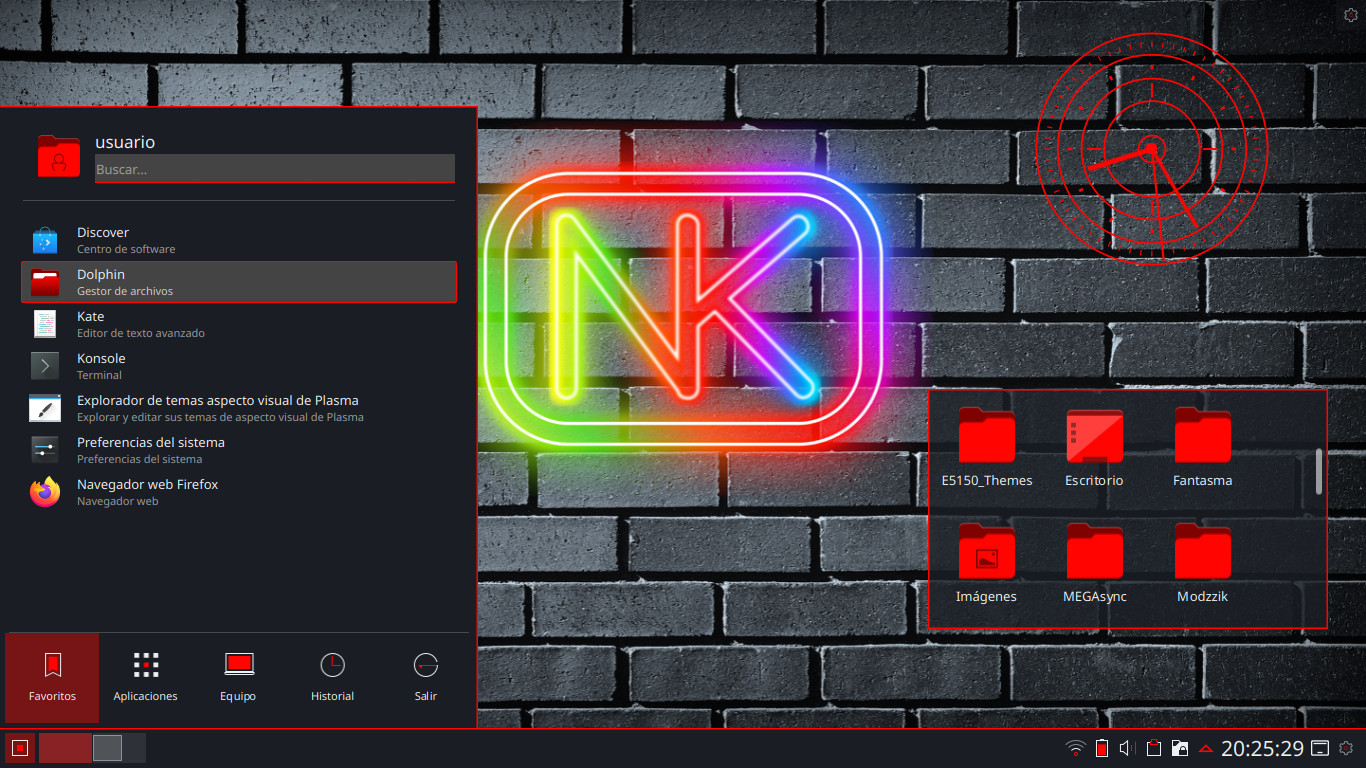 usuario
Buscar...
Discover
Centro de software
Dolphin
Gestor de archivos
Kate
Editor de texto avanzado
Konsole
Terminal
Explorador de temas aspecto visual de Plasma
Explorar y editar sus temas de aspecto visual de Plasma
Preferencias del sistema
Preferencias del sistema
Navegador web Firefox
Navegador web
Favoritos
Aplicaciones
Equipo
Historial
Salir
NK
E5150_Themes
Escritorio
Fantasma
Imágenes
MEGAsync
Modzzik
20:25:29